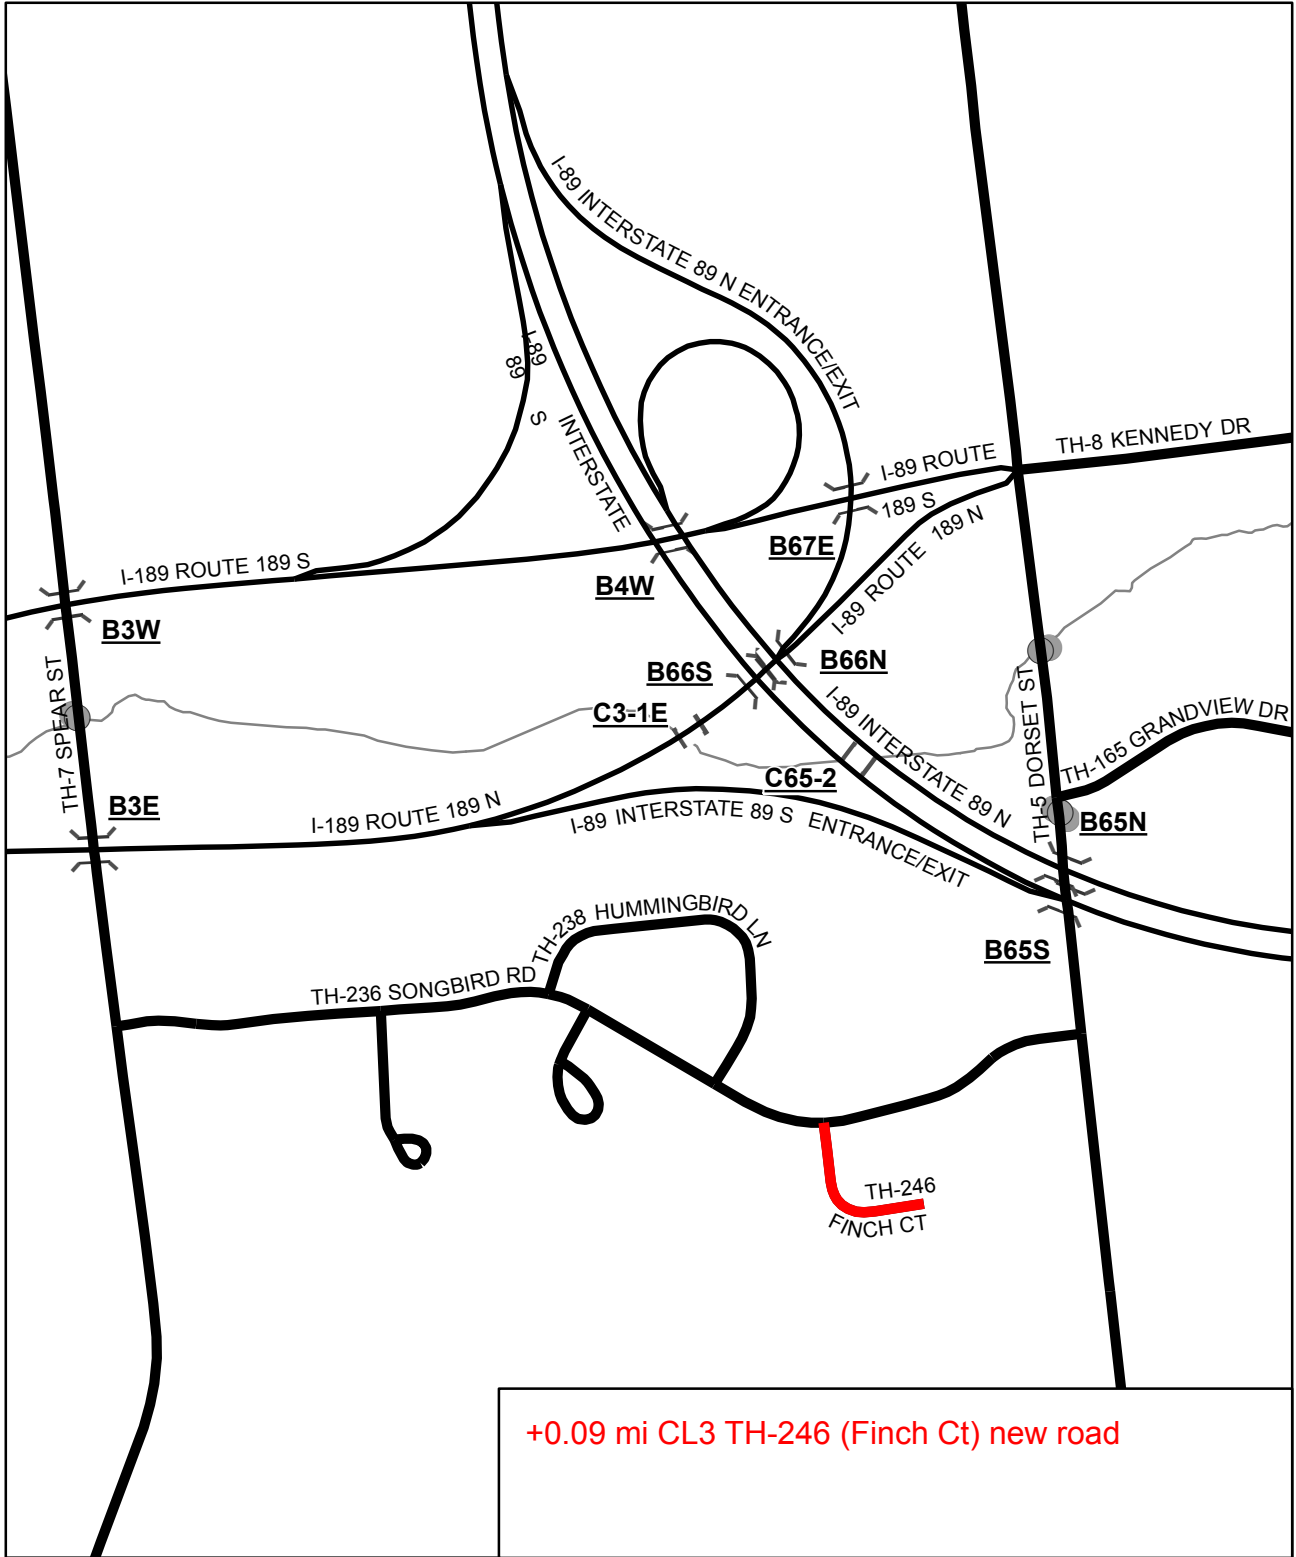 I-89 INTERSTATE 89 N ENTRANCE/EXIT
I-89
89
S
INTERSTATE
TH-8 KENNEDY DR
I-89 ROUTE
189 S
I-89 ROUTE 189 N
B67E
I-189 ROUTE 189 S
B4W
B3W
B66N
B66S
C3-1E
TH-7 SPEAR ST
I-89 INTERSTATE 89 N
TH-5 DORSET ST
TH-165 GRANDVIEW DR
C65-2
B3E
I-189 ROUTE 189 N
I-89 INTERSTATE 89 S ENTRANCE/EXIT
B65N
B65S
TH-238 HUMMINGBIRD LN
TH-236 SONGBIRD RD
TH-246
FINCH CT
+0.09 mi CL3 TH-246 (Finch Ct) new road